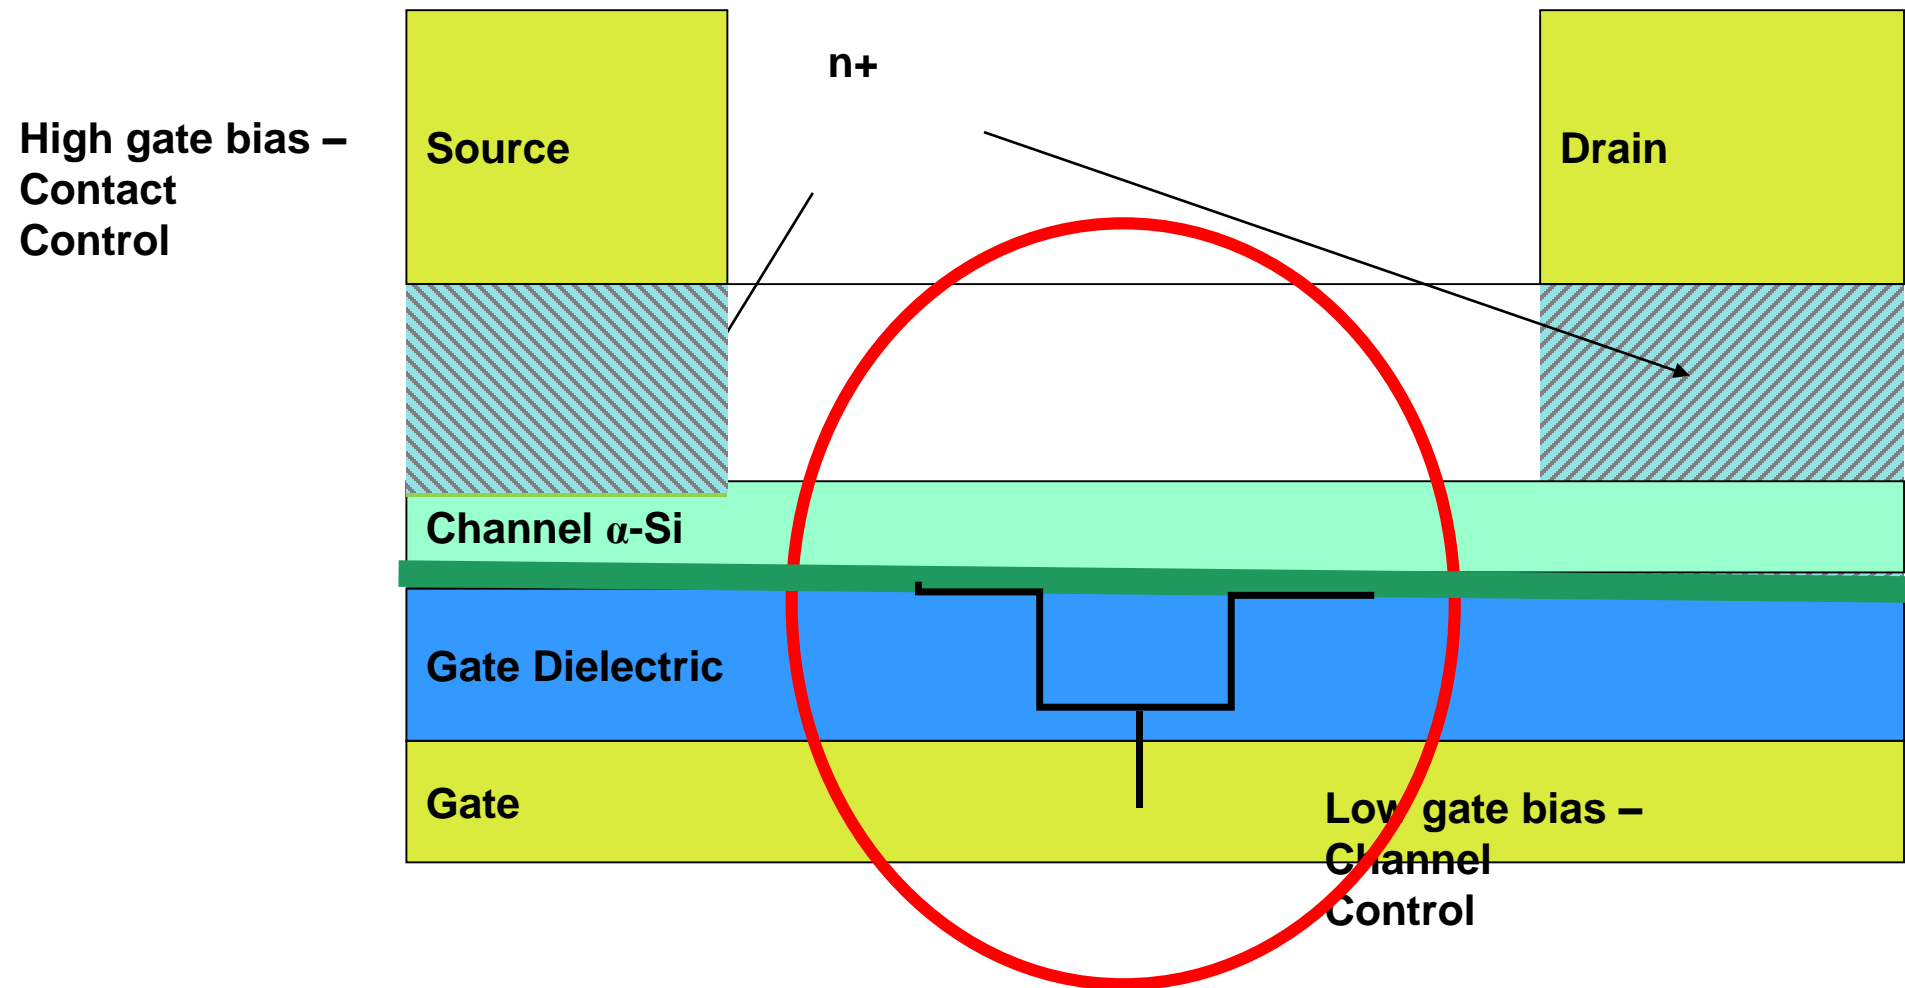 n+
High gate bias –
Contact
Control
Source
Drain
Channel α-Si
Gate Dielectric
Gate
Low gate bias –
Channel
Control